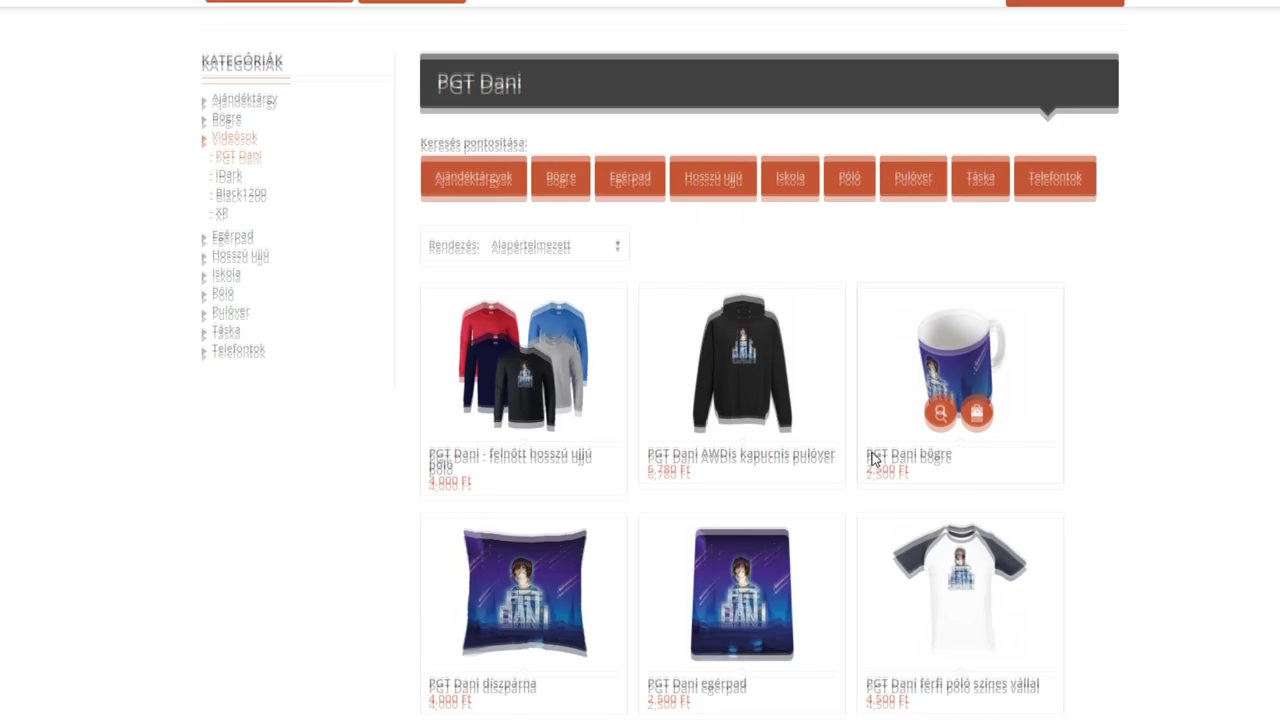 KATEGÓRIÁK
Ajándéktárgy
Bögre
Videósok
- PGT Dani
- iDark
- Black1200
- XP
Egérpad
Hosszú ujjú
Iskola
Póló
Pulóver
Táska
Telefontok
PGT Dani
Keresés pontosítása:
Ajándéktárgyak Bögre Egérpad Hosszú ujjú Iskola Póló Pulóver Táska Telefontok
Rendezés: Alapértelmezett
PGT Dani - felnőtt hosszú ujjú
póló
4,000 Ft
PGT Dani AWDis kapucnis pulóver
6,780 Ft
PGT Dani bögre
2,500 Ft
PGT DANI
PGT Dani díszpárna
4,000 Ft
PGT DANI
PGT Dani egérpad
2,500 Ft
PGT Dani férfi póló színes vállal
4,500 Ft